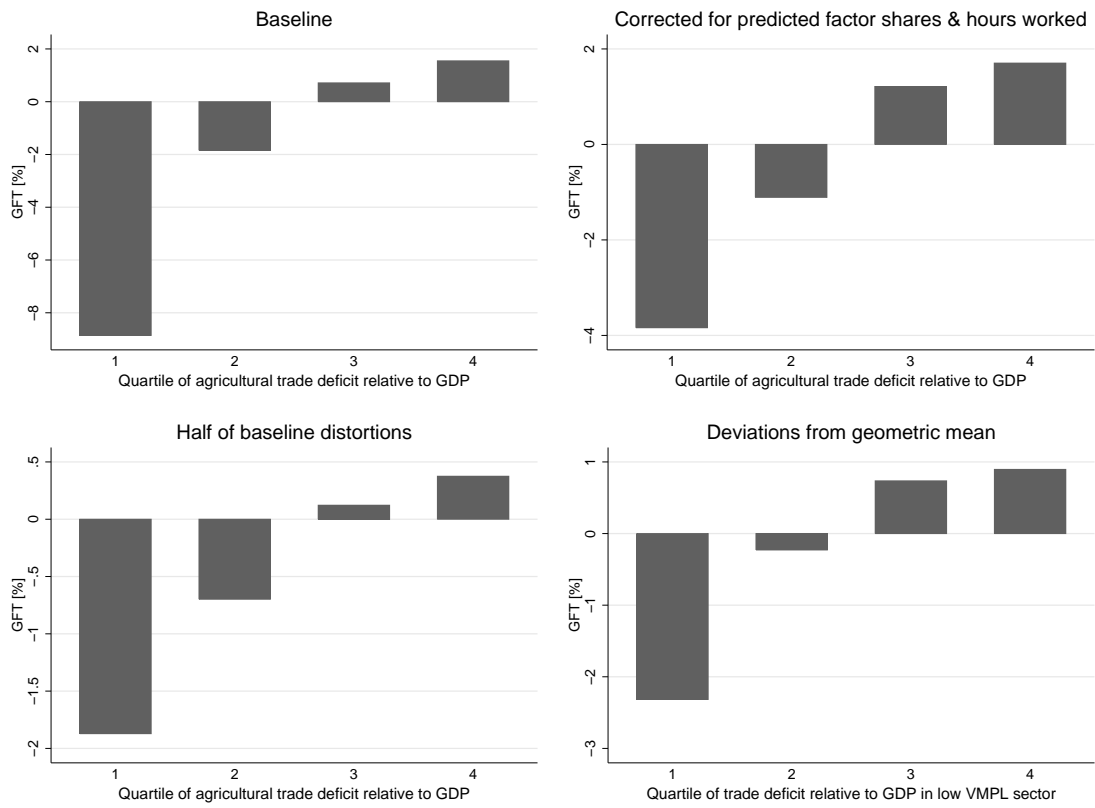 Baseline
GFT [%]
2
0
−2
−4
−6
−8
1 2 3 4
Quartile of agricultural trade deficit relative to GDP
Corrected for predicted factor shares & hours worked
GFT [%]
2
0
−2
−4
1 2 3 4
Quartile of agricultural trade deficit relative to GDP
Half of baseline distortions
GFT [%]
.5
0
−.5
−1
−1.5
−2
1 2 3 4
Quartile of agricultural trade deficit relative to GDP
Deviations from geometric mean
GFT [%]
1
0
−1
−2
−3
1 2 3 4
Quartile of trade deficit relative to GDP in low VMPL sector